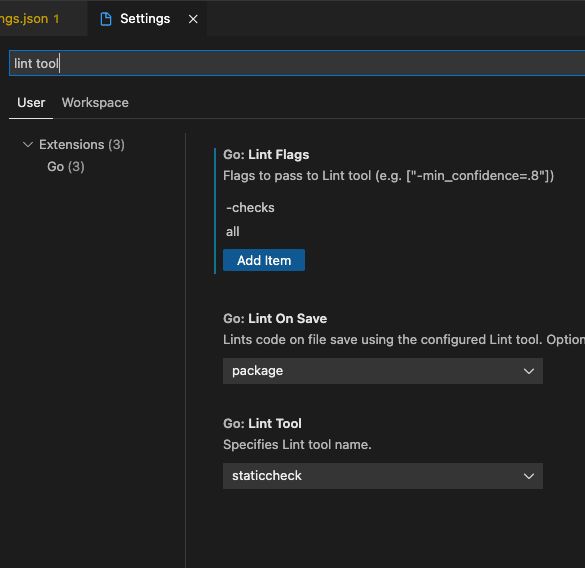 ngs.json 1
Settings
lint tool
User
Workspace
Extensions (3)
Go (3)
Go: Lint Flags
Flags to pass to Lint tool (e.g. ["-min_confidence=.8"])
-checks
all
Add Item
Go: Lint On Save
Lints code on file save using the configured Lint tool. Option
package
Go: Lint Tool
Specifies Lint tool name.
staticcheck